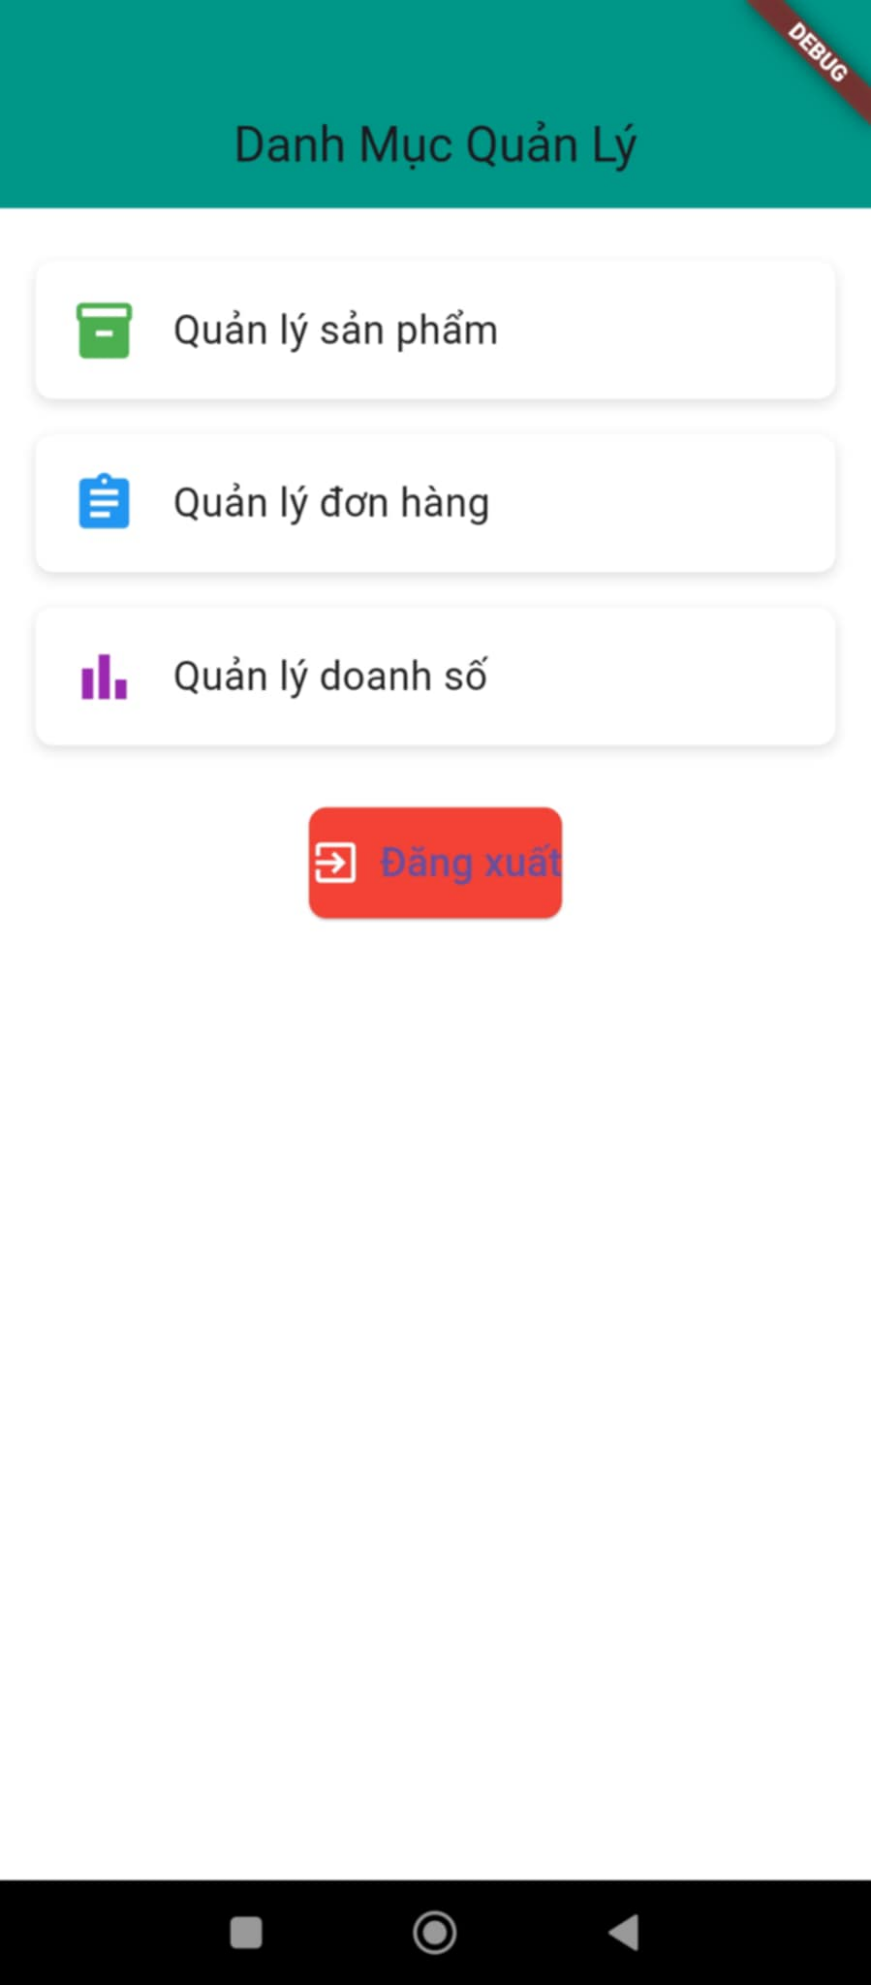 DEBUG
Danh Mục Quản Lý
Quản lý sản phẩm
Quản lý đơn hàng
Quản lý doanh số
Đăng xuất